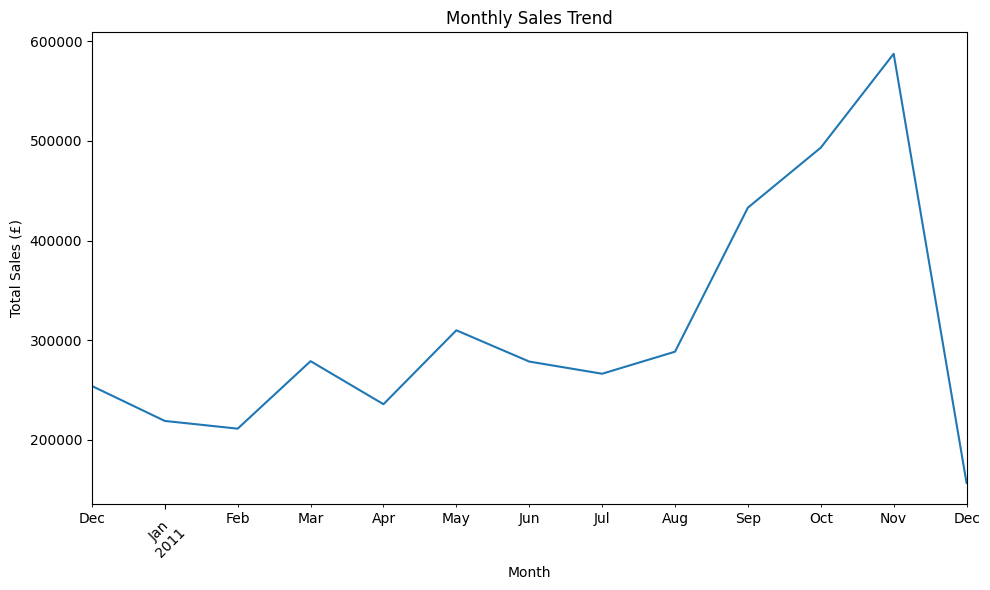 Monthly Sales Trend
600000
500000
400000
300000
200000
Total Sales (£)
Dec
Jan
2011
Feb
Mar
Apr
May
Jun
Jul
Aug
Sep
Oct
Nov
Dec
Month